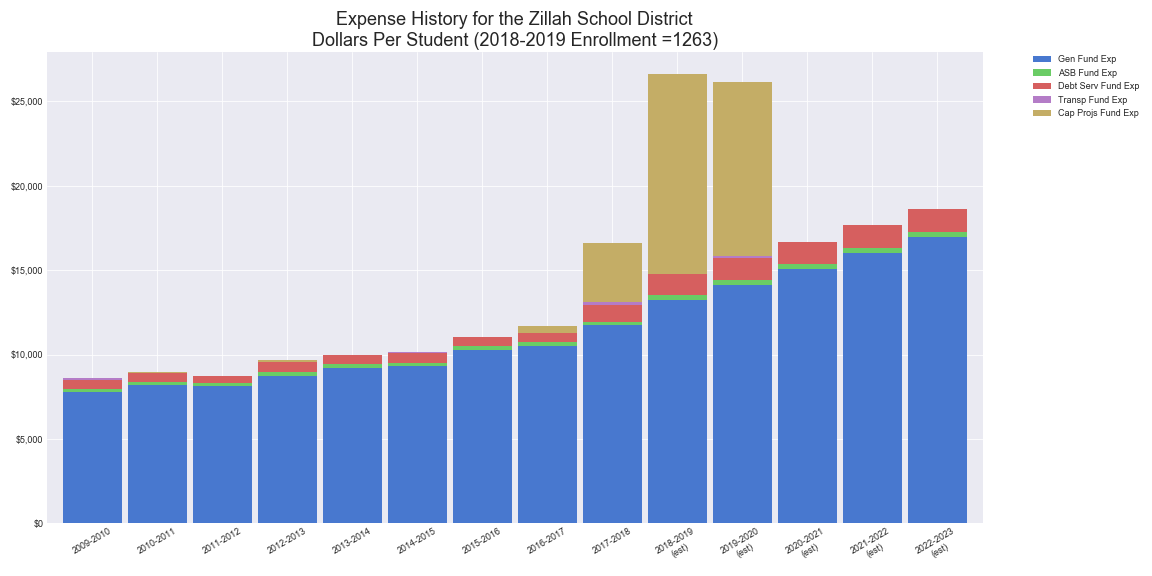 Expense History for the Zillah School District
Dollars Per Student (2018-2019 Enrollment =1263)
Gen Fund Exp
ASB Fund Exp
Debt Serv Fund Exp
Transp Fund Exp
Cap Projs Fund Exp
$25,000
$20,000
$15,000
$10,000
$5,000
$0
2009-2010
2010-2011
2011-2012
2012-2013
2013-2014
2014-2015
2015-2016
2016-2017
2017-2018
2018-2019
(est)
2019-2020
(est)
2020-2021
(est)
2021-2022
(est)
2022-2023
(est)